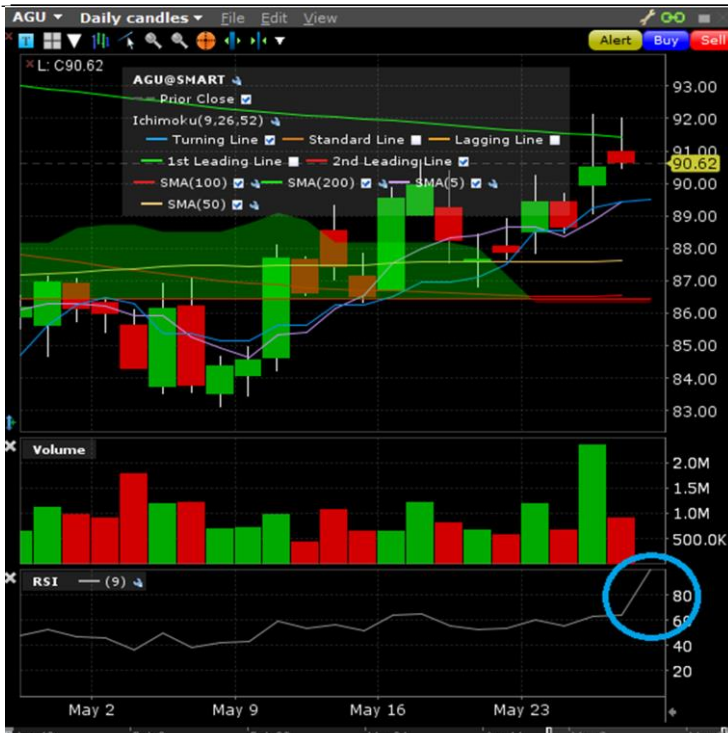 AGU Daily candles File Edit View
Alert Buy Sell
L: C90.62
AGU@SMART
Prior Close
Ichimoku(9,26,52)
Turning Line Standard Line Lagging Line
1st Leading Line 2nd Leading Line
SMA(100) SMA(200) SMA(5)
SMA(50)
93.00
92.00
91.00
90.62
90.00
89.00
88.00
87.00
86.00
85.00
84.00
83.00
Volume
2.0M
1.5M
1.0M
500.0K
RSI (9)
80
60
40
20
May 2 May 9 May 16 May 23